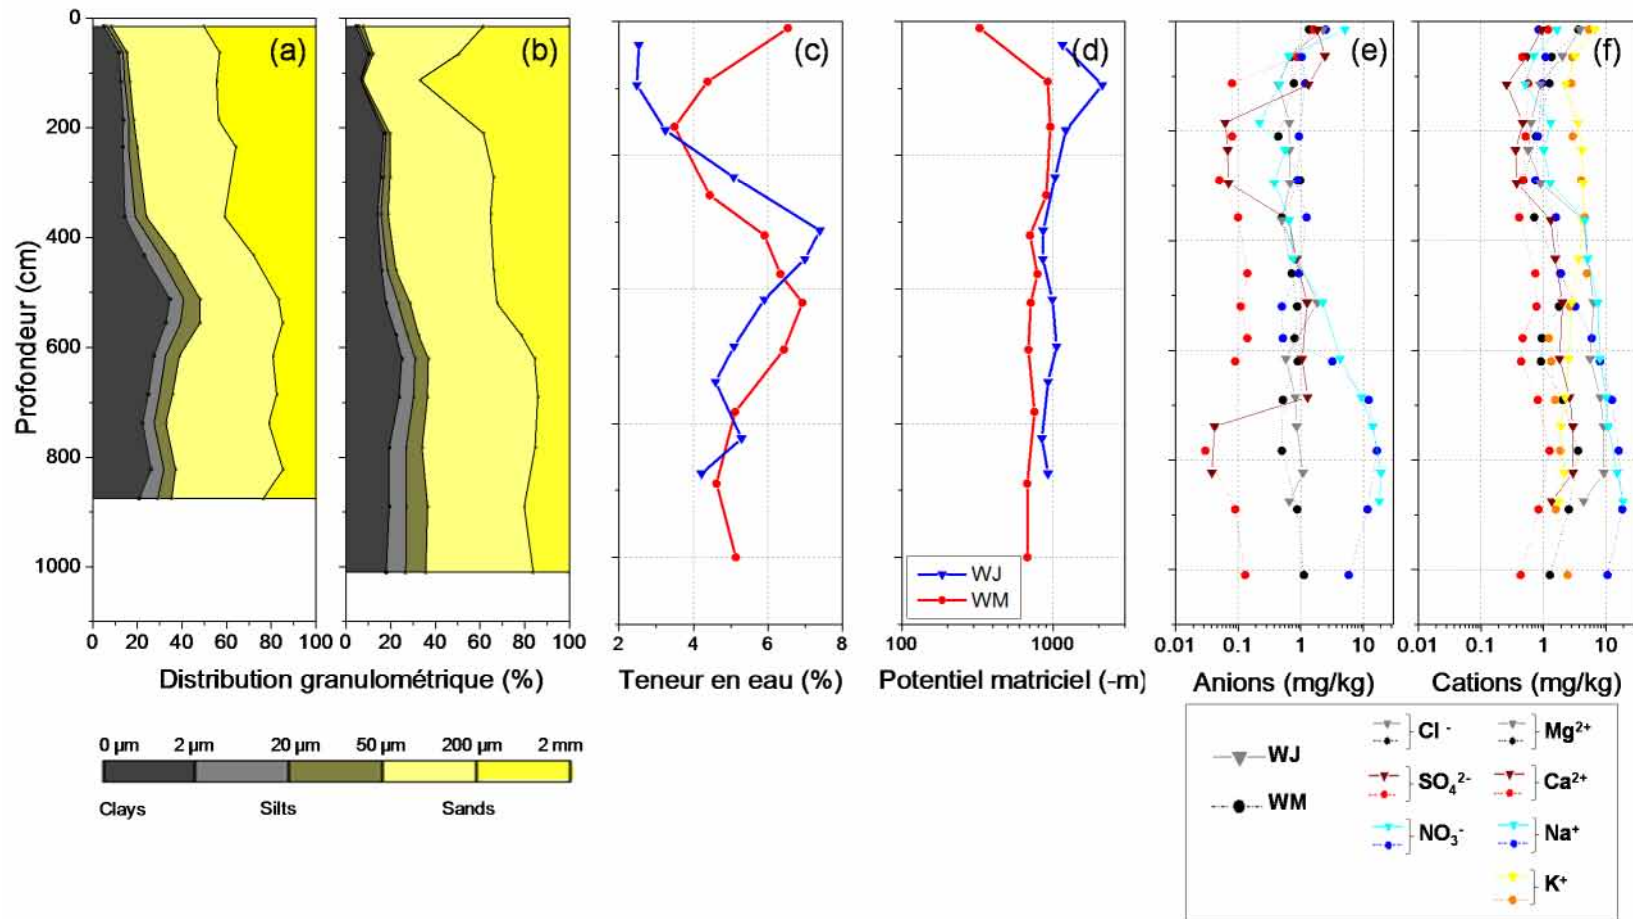 (a) (b) (c) (d) (e) (f)
Profondeur (cm)
0
200
400
600
800
1000
0 20 40 60 80 100
0 20 40 60 80 100
2 4 6 8
100 1000
0.01 0.1 1 10
0.01 0.1 1 10
Distribution granulométrique (%)
Teneur en eau (%)
Potentiel matriciel (-m)
Anions (mg/kg)
Cations (mg/kg)
WJ
WM
0 µm 2 µm 20 µm 50 µm 200 µm 2 mm
Clays Silts Sands
WJ
WM
Cl⁻
SO₄²⁻
NO₃⁻
Mg²⁺
Ca²⁺
Na⁺
K⁺